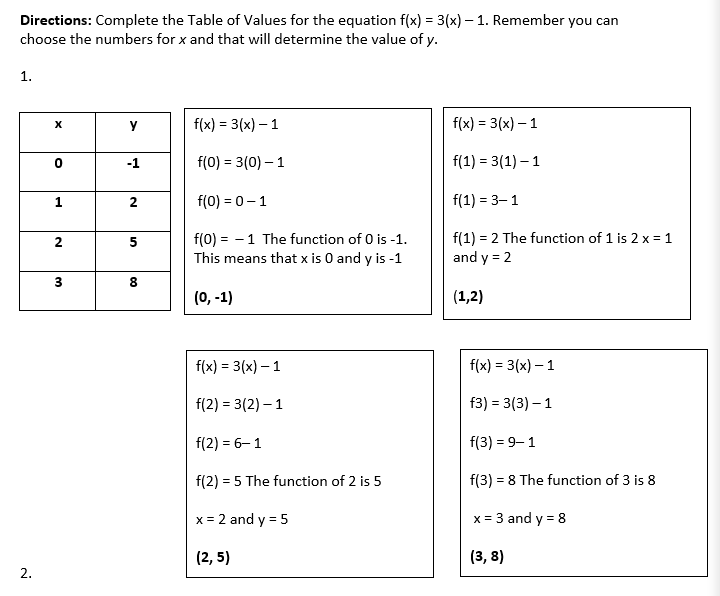 Directions: Complete the Table of Values for the equation f(x) = 3(x) – 1. Remember you can
choose the numbers for x and that will determine the value of y.
1.
x y
0 -1
1 2
2 5
3 8
f(x) = 3(x) – 1
f(0) = 3(0) – 1
f(0) = 0 – 1
f(0) = – 1 The function of 0 is -1.
This means that x is 0 and y is -1
(0, -1)
f(x) = 3(x) – 1
f(1) = 3(1) – 1
f(1) = 3– 1
f(1) = 2 The function of 1 is 2 x = 1
and y = 2
(1,2)
f(x) = 3(x) – 1
f(2) = 3(2) – 1
f(2) = 6– 1
f(2) = 5 The function of 2 is 5
x = 2 and y = 5
(2, 5)
f(x) = 3(x) – 1
f3) = 3(3) – 1
f(3) = 9– 1
f(3) = 8 The function of 3 is 8
x = 3 and y = 8
(3, 8)
2.